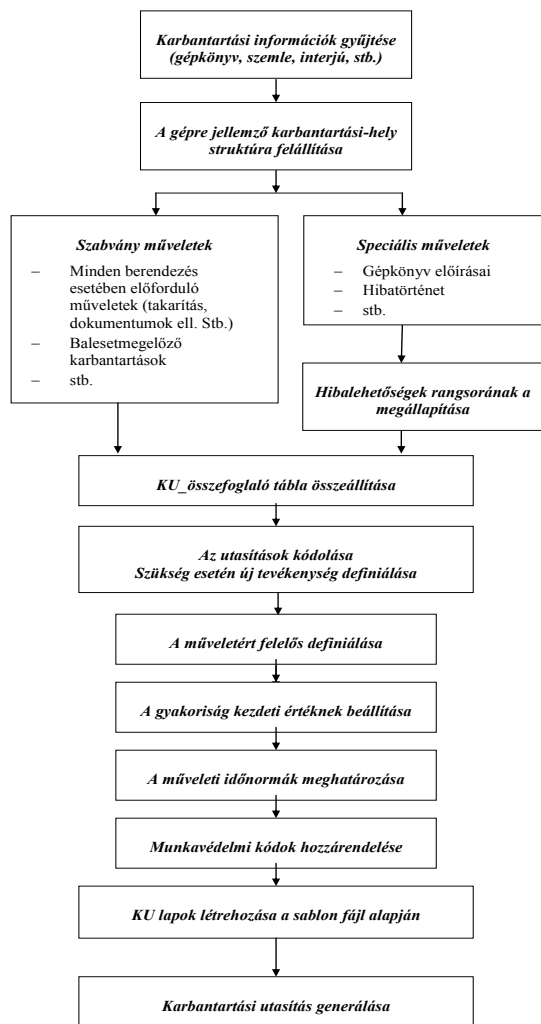 Karbantartási információk gyűjtése
(gépkönyv, szemle, interjú, stb.)
A gépre jellemző karbantartási-hely
struktúra felállítása
Szabvány műveletek
– Minden berendezés
esetében előforduló
műveletek (takarítás,
dokumentumok ell. Stb.)
– Balesetmegelőző
karbantartások
– stb.
Speciális műveletek
– Gépkönyv előírásai
– Hibatörténet
– stb.
Hibalehetőségek rangsorának a
megállapítása
KU_összefoglaló tábla összeállítása
Az utasítások kódolása
Szükség esetén új tevékenység definiálása
A műveletért felelős definiálása
A gyakoriság kezdeti értéknek beállítása
A műveleti időnormák meghatározása
Munkavédelmi kódok hozzárendelése
KU lapok létrehozása a sablon fájl alapján
Karbantartási utasítás generálása